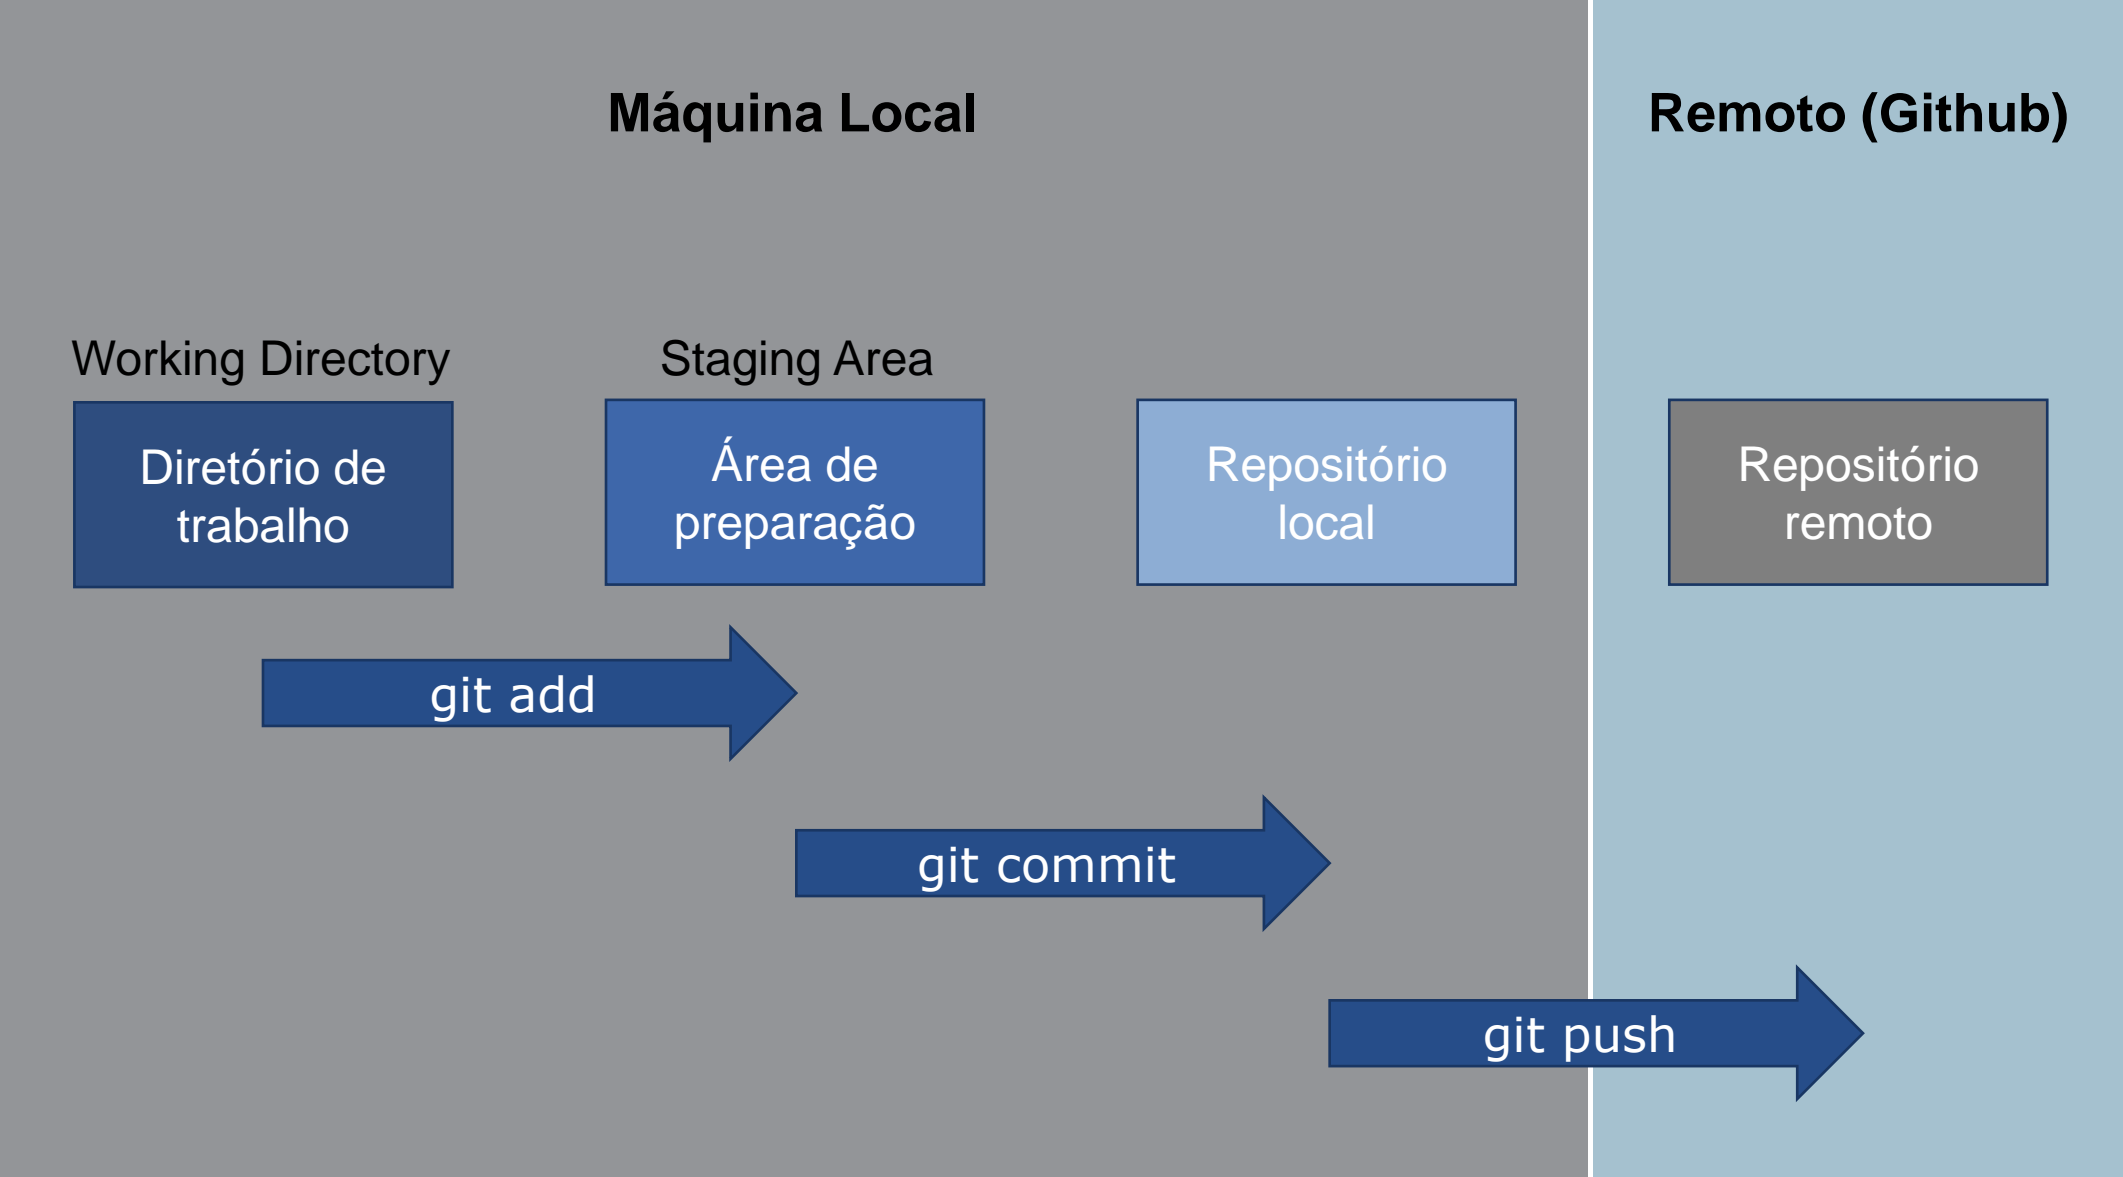 Máquina Local
Remoto (Github)
Working Directory
Staging Area
Diretório de
trabalho
Área de
preparação
Repositório
local
Repositório
remoto
git add
git commit
git push